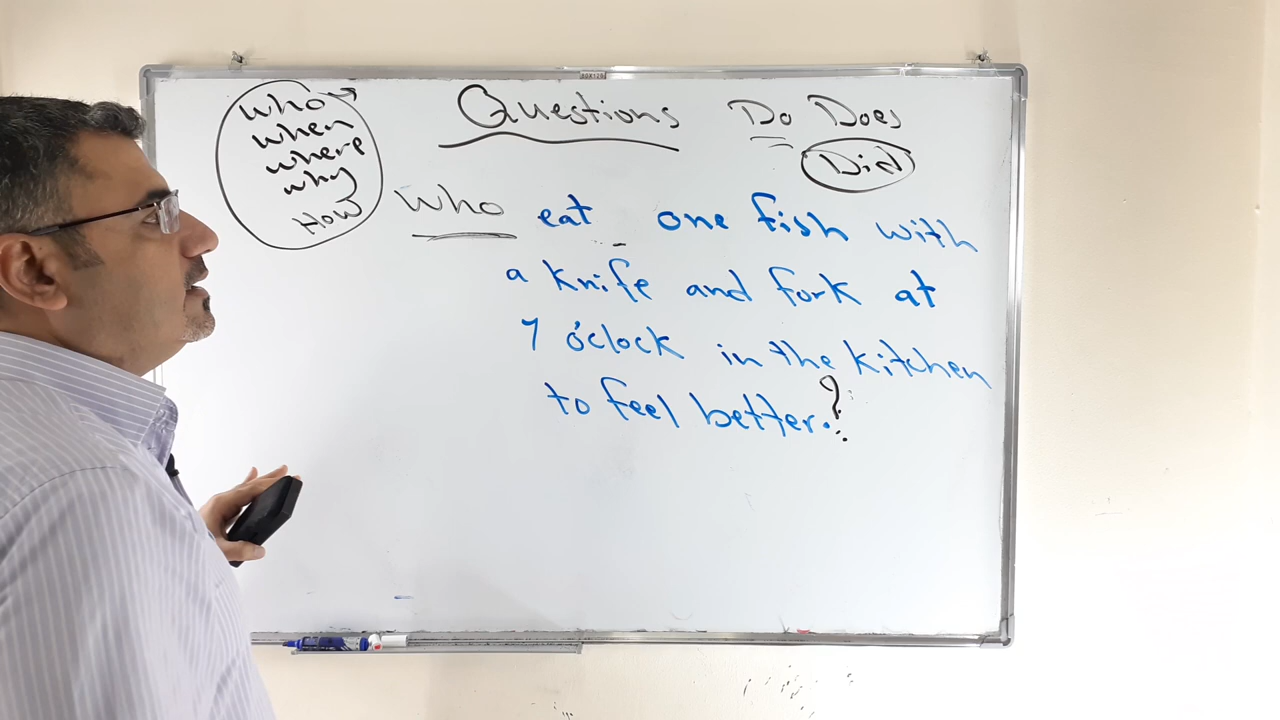 Who
when
where
why
How
Questions
Do Does
Did
Who eat one fish with
a knife and fork at
7 o'clock in the kitchen
to feel better.?